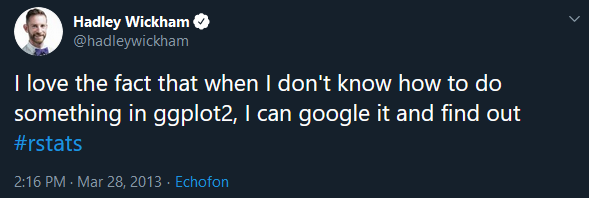 Hadley Wickham
@hadleywickham
I love the fact that when I don't know how to do
something in ggplot2, I can google it and find out
#rstats
2:16 PM · Mar 28, 2013 · Echofon